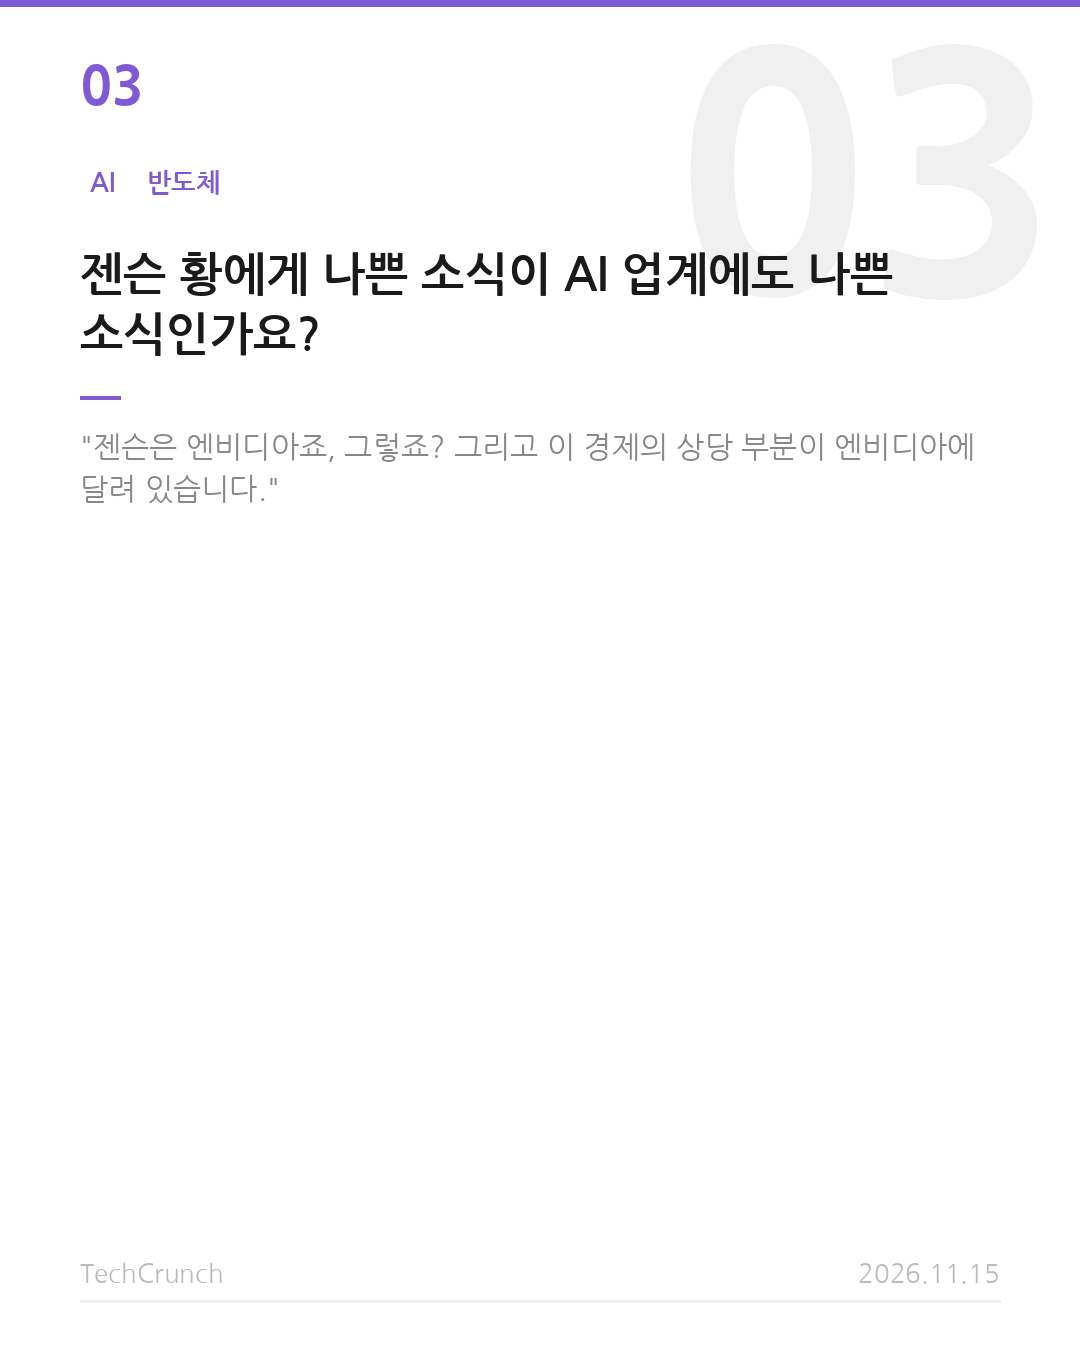 03
03
AI 반도체
젠슨 황에게 나쁜 소식이 AI 업계에도 나쁜
소식인가요?
"젠슨은 엔비디아죠, 그렇죠? 그리고 이 경제의 상당 부분이 엔비디아에
달려 있습니다."
TechCrunch 2026.11.15